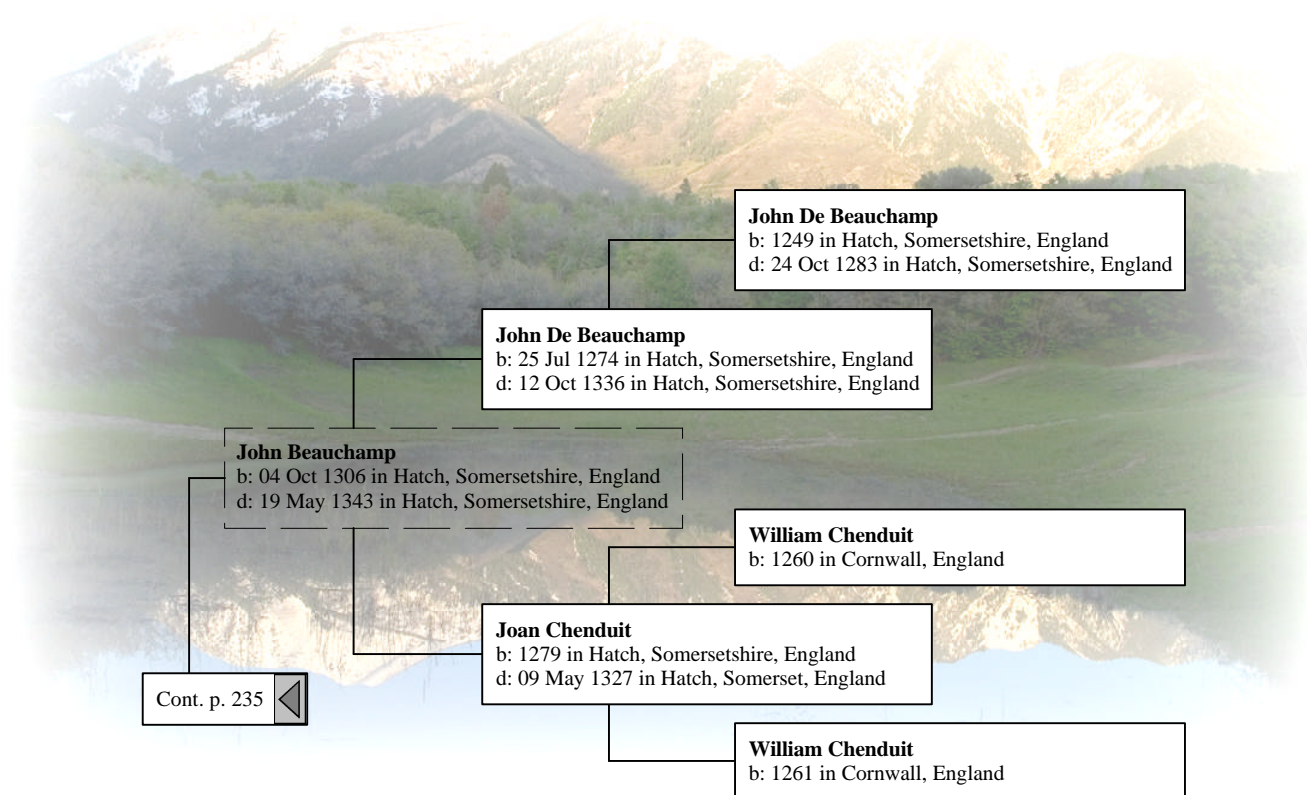 John De Beauchamp
b: 1249 in Hatch, Somersetshire, England
d: 24 Oct 1283 in Hatch, Somersetshire, England
John De Beauchamp
b: 25 Jul 1274 in Hatch, Somersetshire, England
d: 12 Oct 1336 in Hatch, Somersetshire, England
John Beauchamp
b: 04 Oct 1306 in Hatch, Somersetshire, England
d: 19 May 1343 in Hatch, Somersetshire, England
William Chenduit
b: 1260 in Cornwall, England
Joan Chenduit
b: 1279 in Hatch, Somersetshire, England
d: 09 May 1327 in Hatch, Somerset, England
Cont. p. 235
William Chenduit
b: 1261 in Cornwall, England